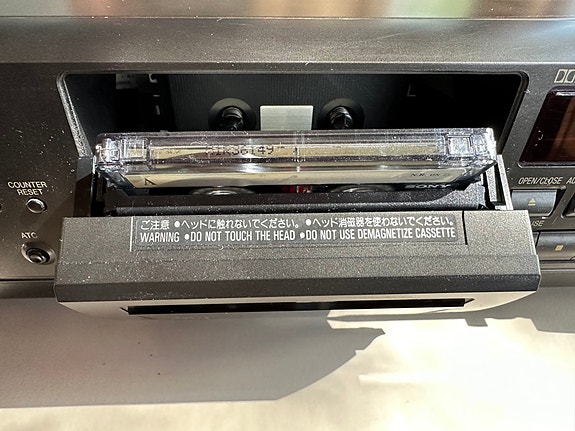 COUNTER
RESET
ATC
SONY
OPEN/CLOSE
ご注意 ●ヘッドに触れないでください。 ●ヘッド消磁器を使わないでください。
WARNING ●DO NOT TOUCH THE HEAD ●DO NOT USE DEMAGNETIZE CASSETTE